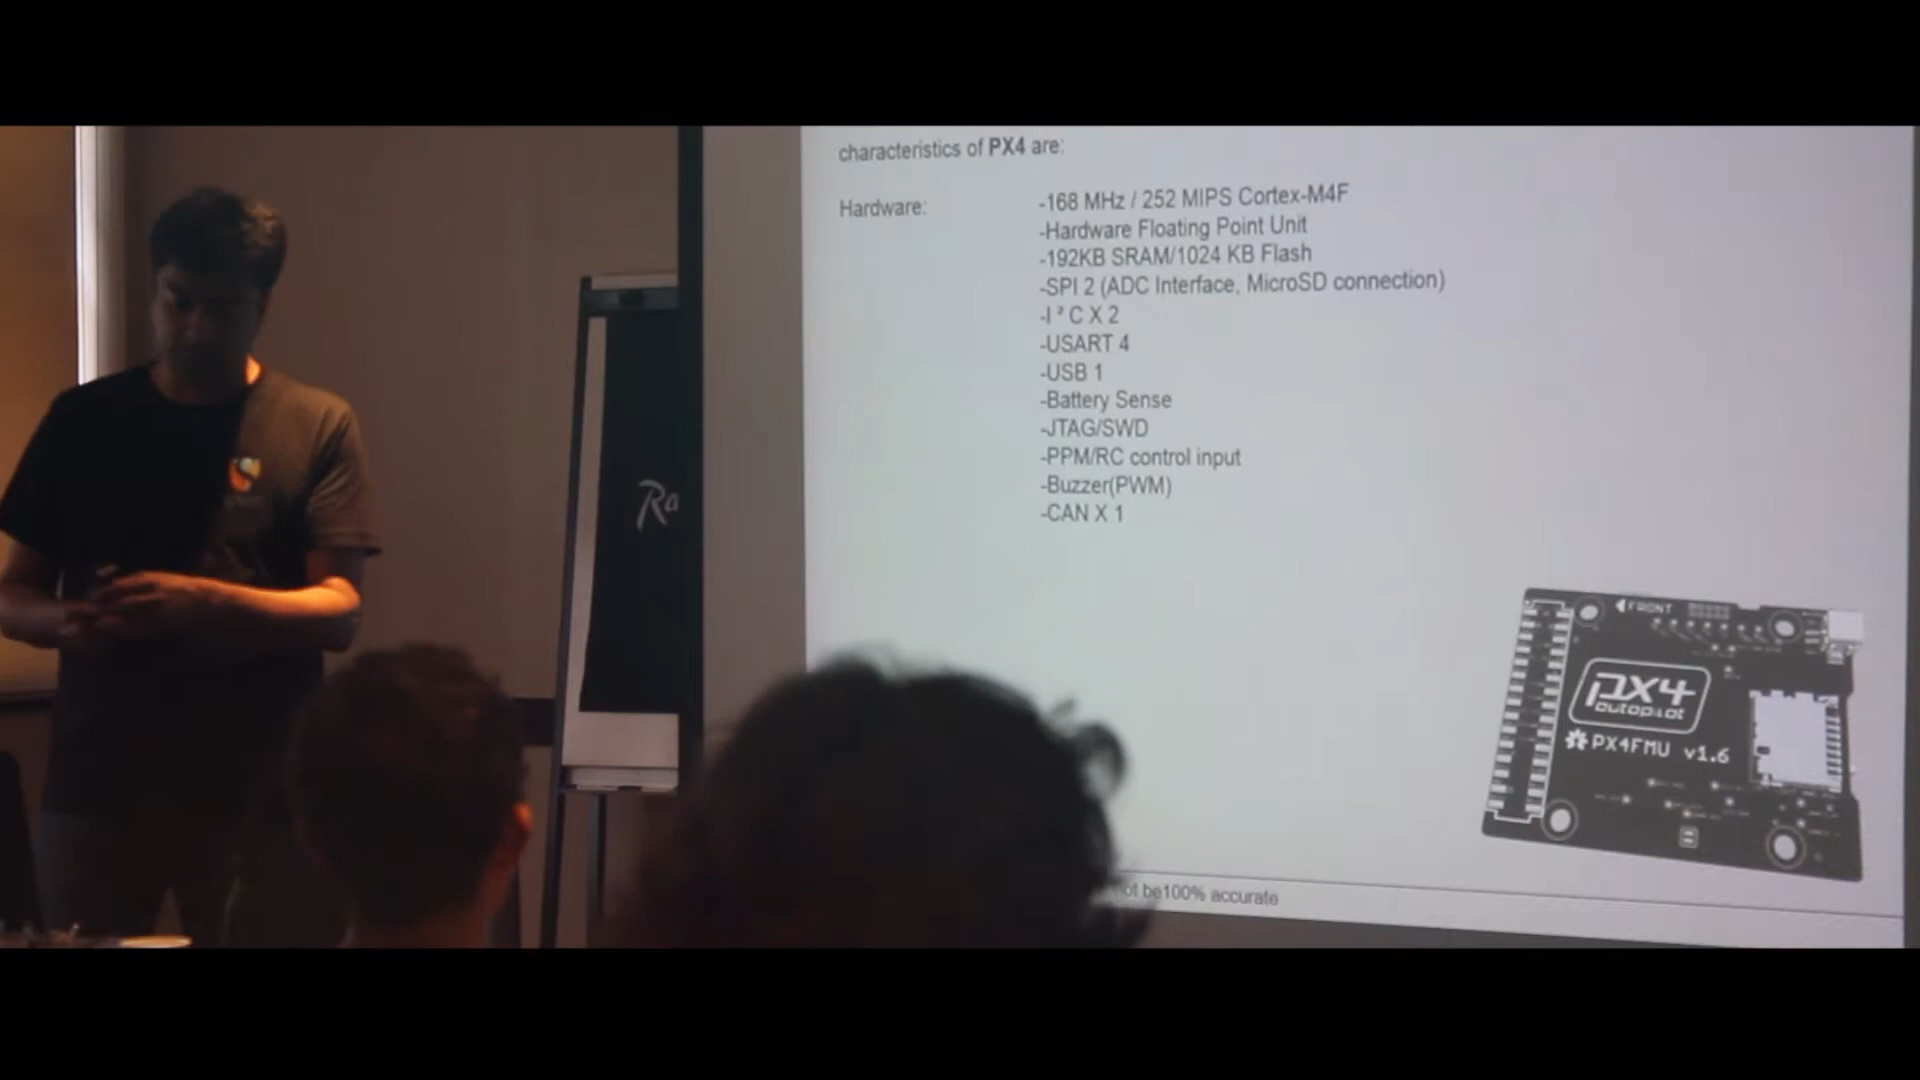 characteristics of PX4 are:
Hardware:
-168 MHz / 252 MIPS Cortex-M4F
-Hardware Floating Point Unit
-192KB SRAM/1024 KB Flash
-SPI 2 (ADC Interface, MicroSD connection)
-I ² C X 2
-USART 4
-USB 1
-Battery Sense
-JTAG/SWD
-PPM/RC control input
-Buzzer(PWM)
-CAN X 1
Ra
FRONT
px4
autopilot
PX4FMU v1.6
not be100% accurate